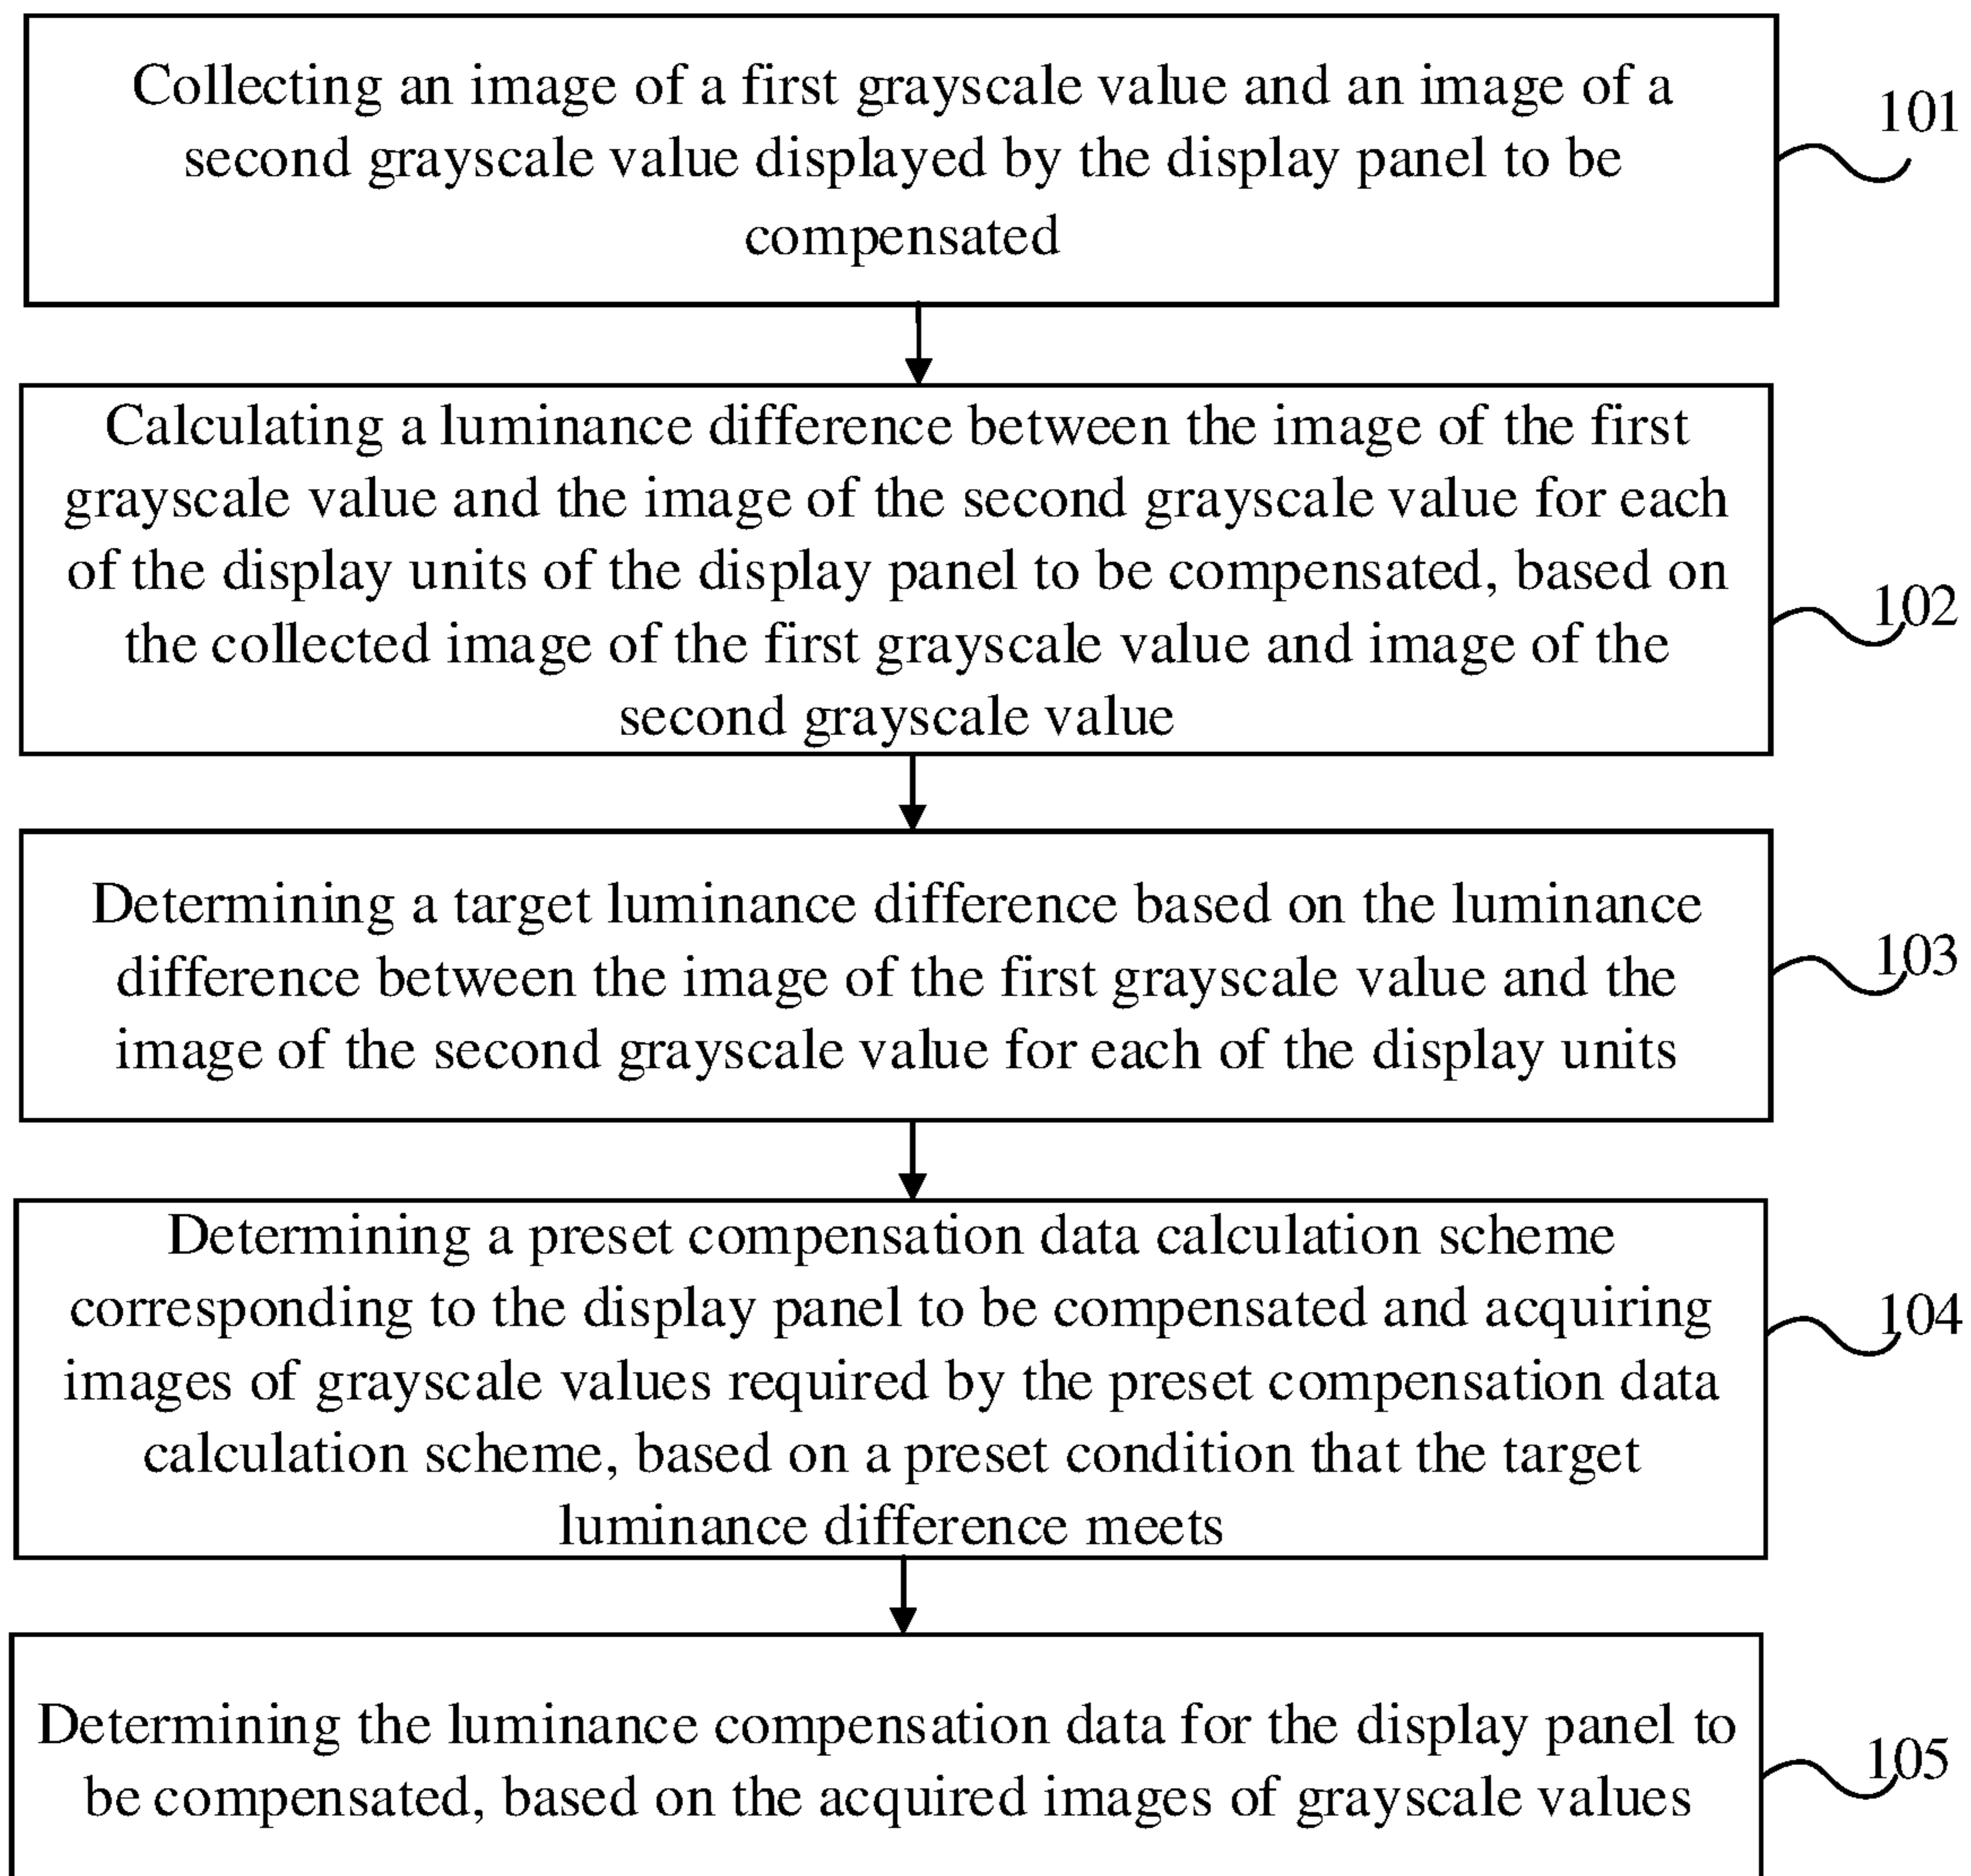 Collecting an image of a first grayscale value and an image of a
second grayscale value displayed by the display panel to be
compensated
101
Calculating a luminance difference between the image of the first
grayscale value and the image of the second grayscale value for each
of the display units of the display panel to be compensated, based on
the collected image of the first grayscale value and image of the
second grayscale value
102
Determining a target luminance difference based on the luminance
difference between the image of the first grayscale value and the
image of the second grayscale value for each of the display units
103
Determining a preset compensation data calculation scheme
corresponding to the display panel to be compensated and acquiring
images of grayscale values required by the preset compensation data
calculation scheme, based on a preset condition that the target
luminance difference meets
104
Determining the luminance compensation data for the display panel to
be compensated, based on the acquired images of grayscale values
105